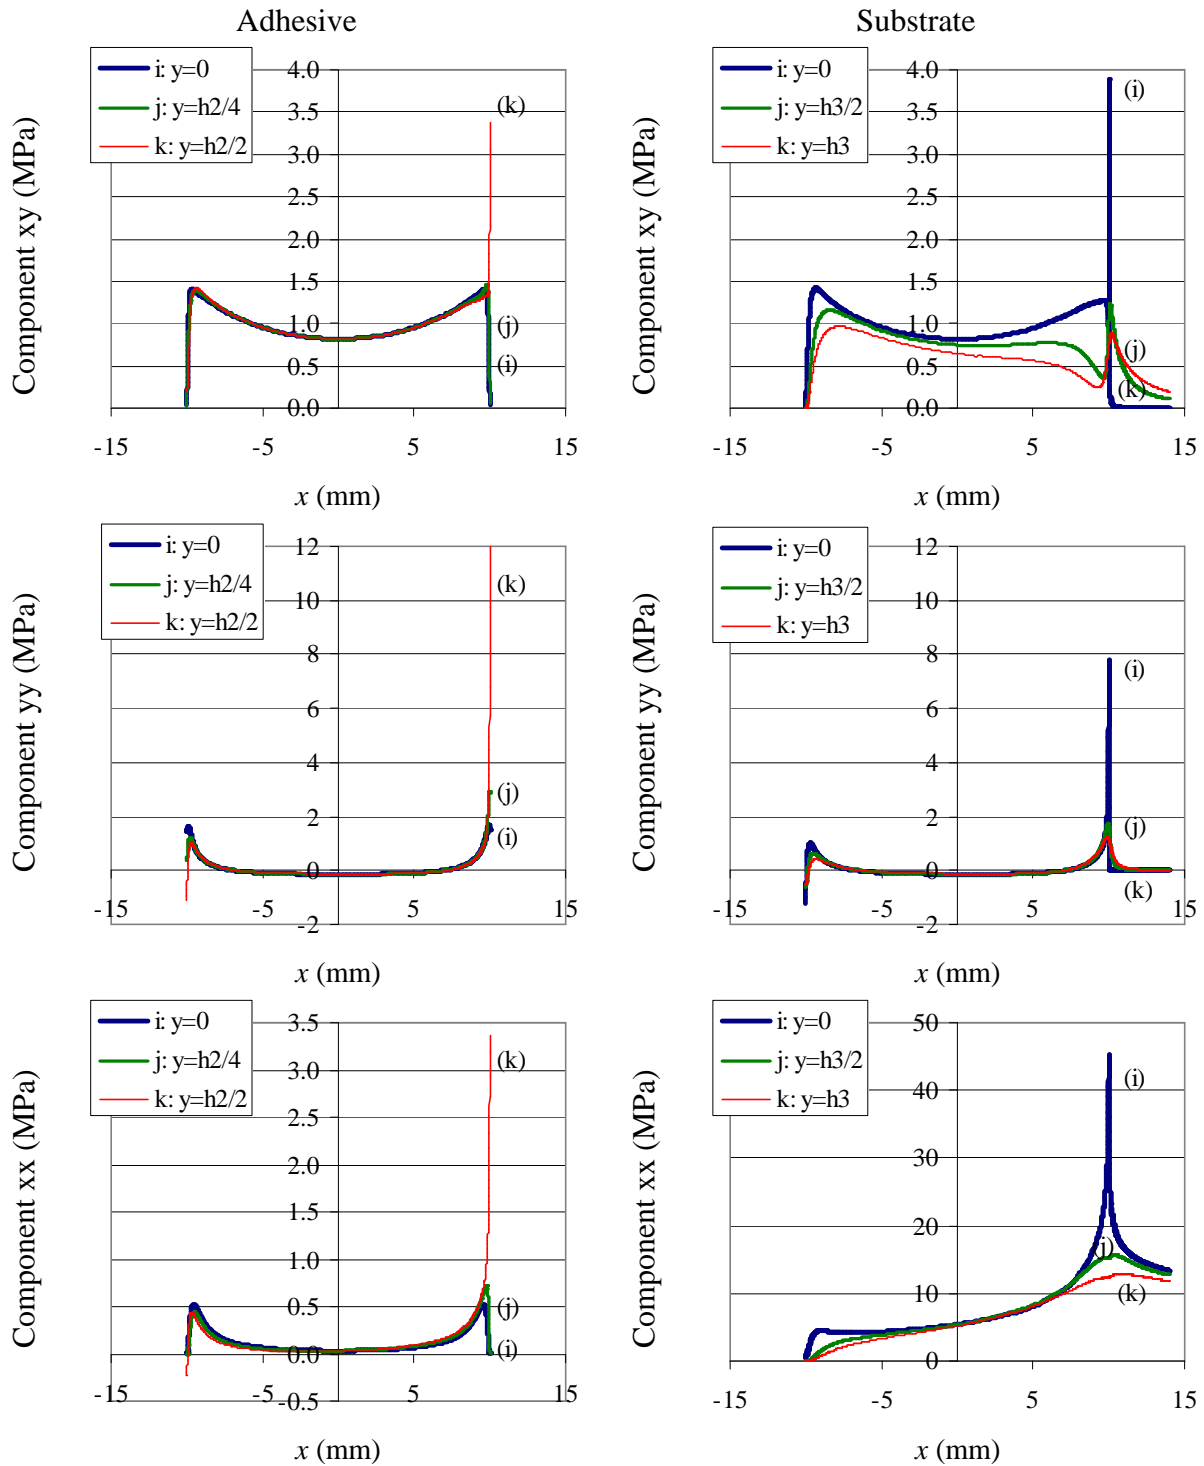 Adhesive
i: y=0
j: y=h2/4
k: y=h2/2
Component xy (MPa)
4.0
3.5
3.0
2.5
2.0
1.5
1.0
0.5
0.0
(k)
(j)
(i)
-15
-5
5
15
x (mm)
Substrate
i: y=0
j: y=h3/2
k: y=h3
Component xy (MPa)
4.0
3.5
3.0
2.5
2.0
1.5
1.0
0.5
0.0
(i)
(j)
(k)
-15
-5
5
15
x (mm)
i: y=0
j: y=h2/4
k: y=h2/2
Component yy (MPa)
12
10
8
6
4
2
0
-2
(k)
(j)
(i)
-15
-5
5
15
x (mm)
i: y=0
j: y=h3/2
k: y=h3
Component yy (MPa)
12
10
8
6
4
2
0
-2
(i)
(j)
(k)
-15
-5
5
15
x (mm)
i: y=0
j: y=h2/4
k: y=h2/2
Component xx (MPa)
3.5
3.0
2.5
2.0
1.5
1.0
0.5
0.0
-0.5
(k)
(j)
(i)
-15
-5
5
15
x (mm)
i: y=0
j: y=h3/2
k: y=h3
Component xx (MPa)
50
40
30
20
10
0
(i)
(j)
(k)
-15
-5
5
15
x (mm)